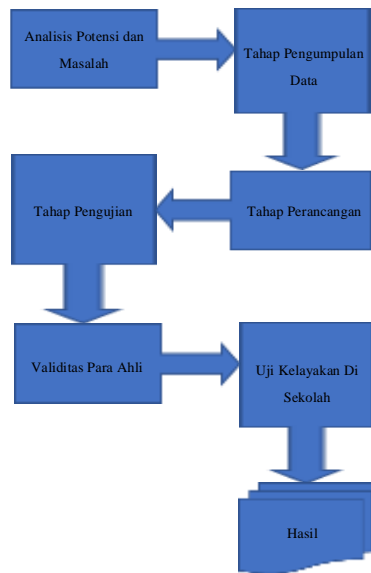 Analisis Potensi dan
Masalah
Tahap Pengumpulan
Data
Tahap Perancangan
Tahap Pengujian
Validitas Para Ahli
Uji Kelayakan Di
Sekolah
Hasil